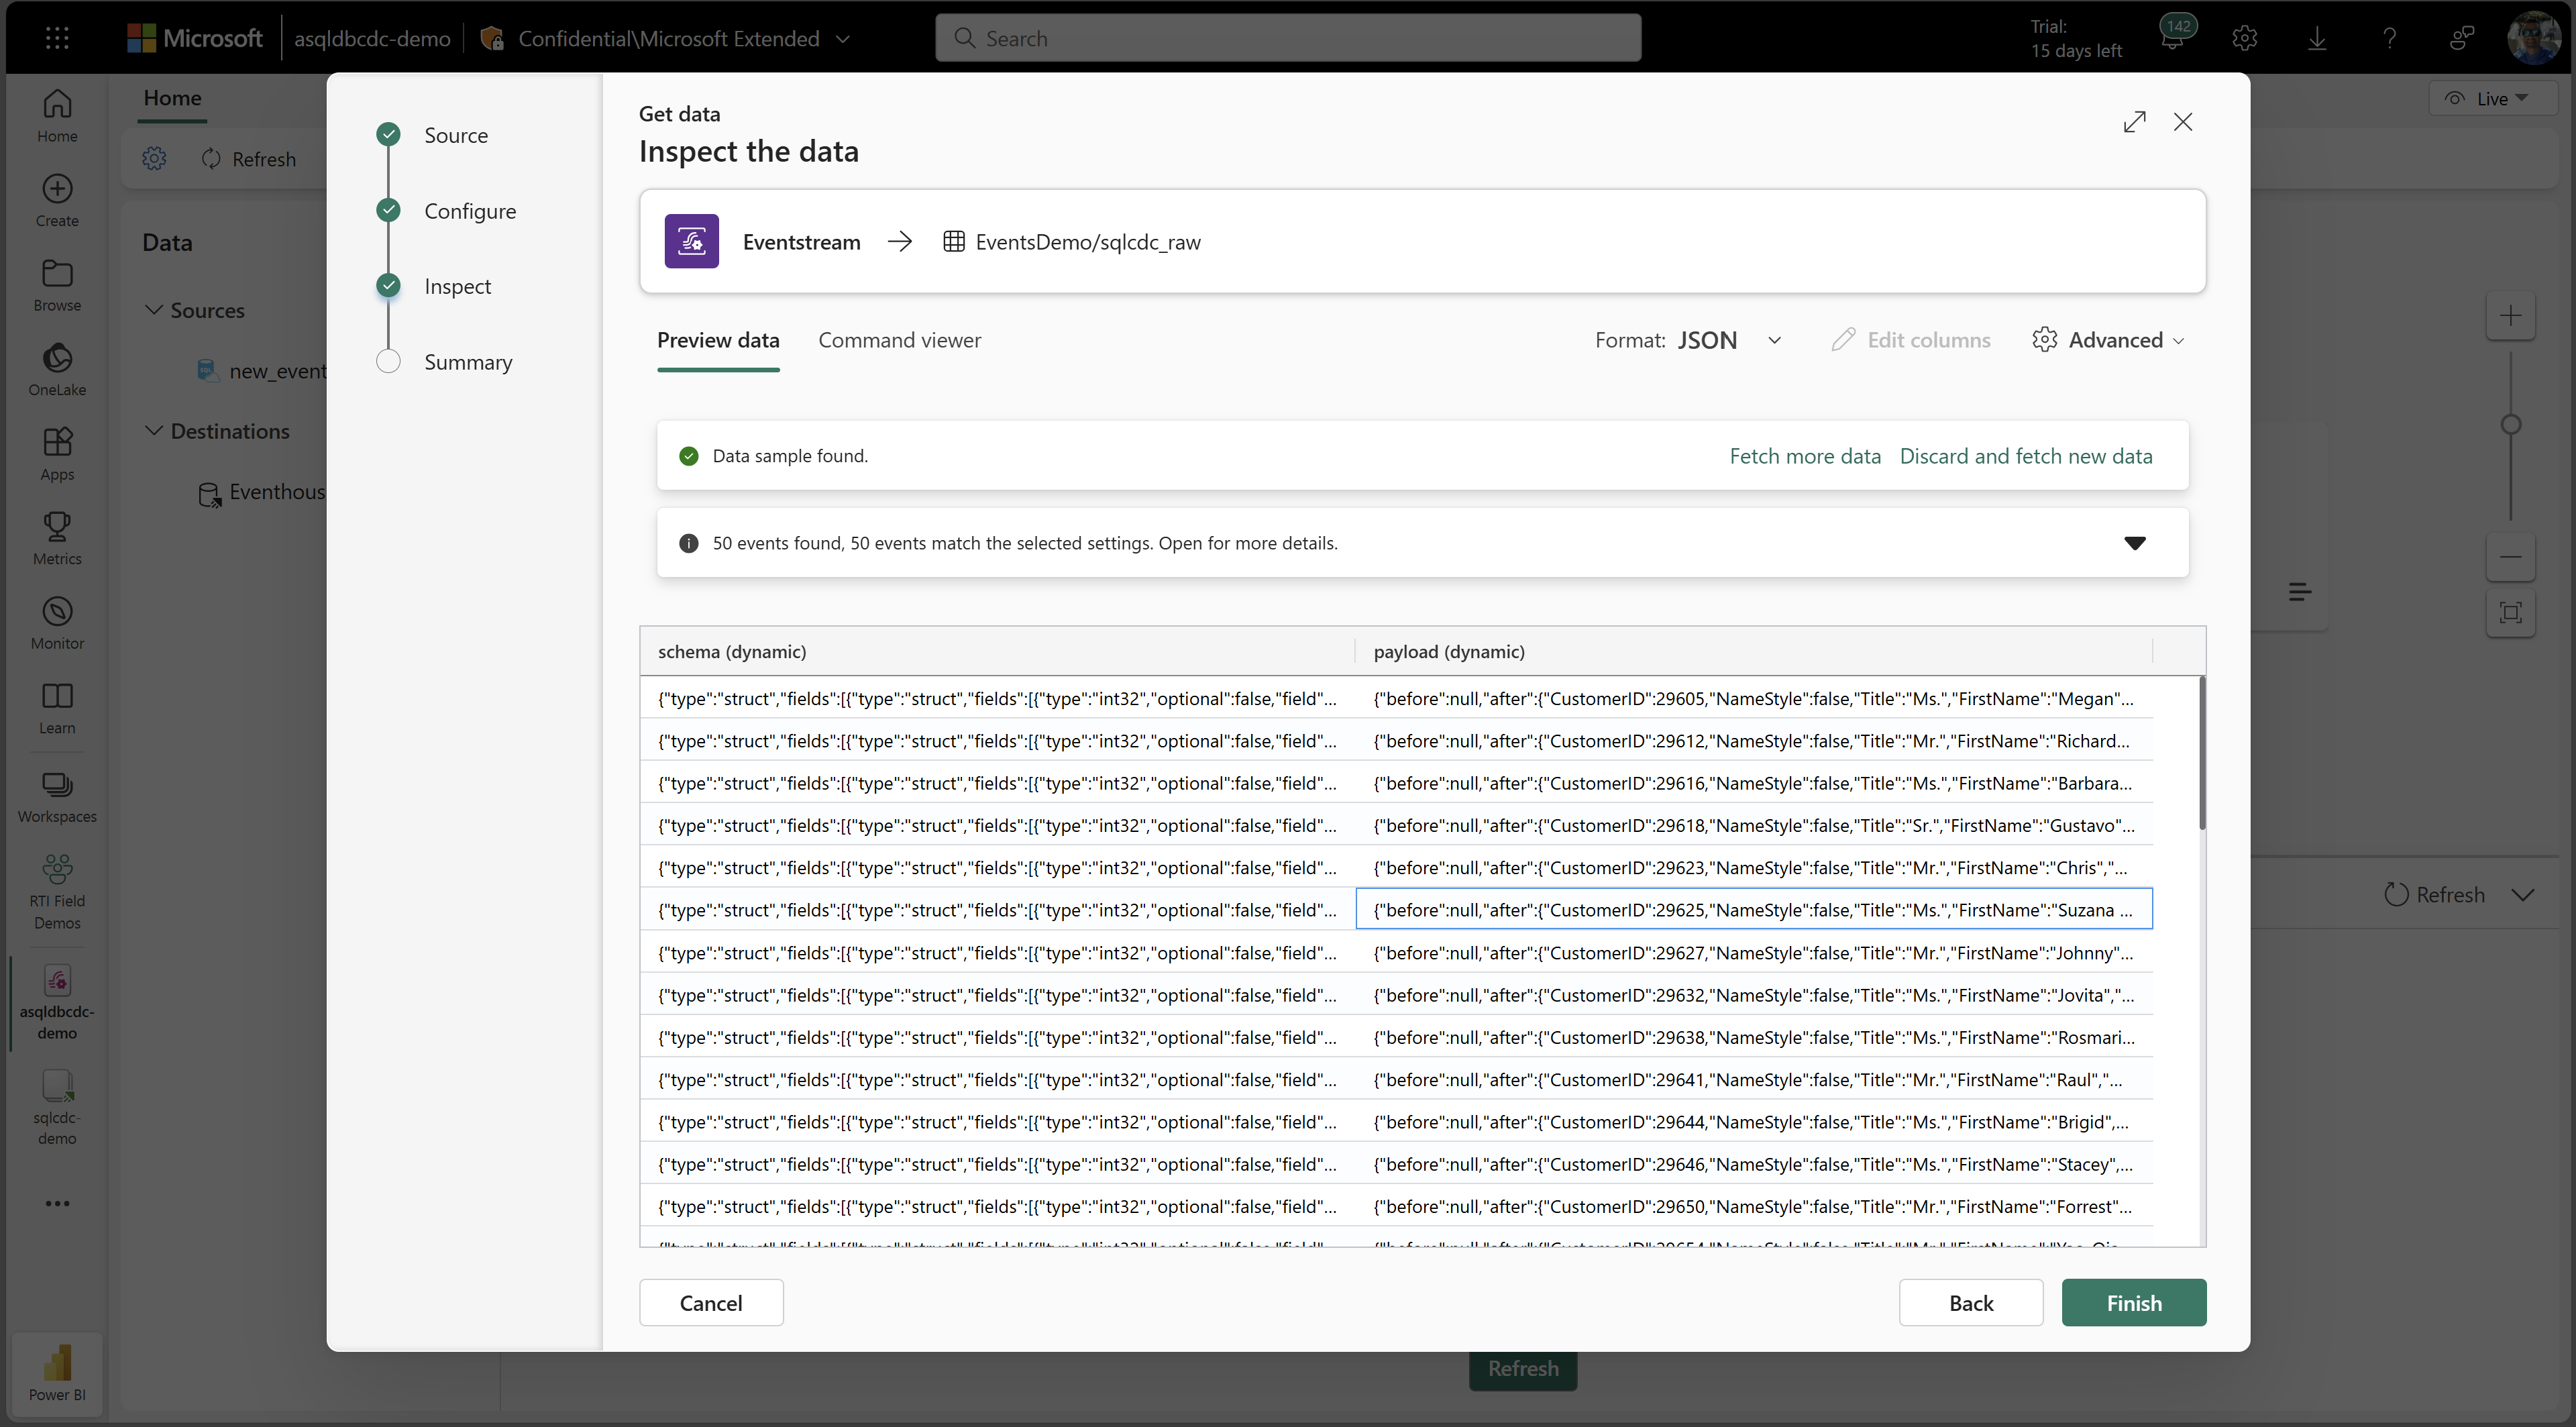 Microsoft
asqldbcdc-demo
Confidential\Microsoft Extended
Search
Trial:
15 days left
142
Home
Create
Browse
OneLake
Apps
Metrics
Monitor
Learn
Workspaces
RTI Field
Demos
asqldbcdc-
demo
sqlcdc-
demo
Power BI
Home
Refresh
Live
Data
Sources
new_event
Destinations
Eventhous
Source
Configure
Inspect
Summary
Get data
Inspect the data
Eventstream
EventsDemo/sqlcdc_raw
Preview data
Command viewer
Format: JSON
Edit columns
Advanced
Data sample found.
Fetch more data
Discard and fetch new data
50 events found, 50 events match the selected settings. Open for more details.
schema (dynamic) payload (dynamic)
{"type":"struct","fields":[{"type":"struct","fields":[{"type":"int32","optional":false,"field"... {"before":null,"after":{"CustomerID":29605,"NameStyle":false,"Title":"Ms.","FirstName":"Megan"...
{"type":"struct","fields":[{"type":"struct","fields":[{"type":"int32","optional":false,"field"... {"before":null,"after":{"CustomerID":29612,"NameStyle":false,"Title":"Mr.","FirstName":"Richard...
{"type":"struct","fields":[{"type":"struct","fields":[{"type":"int32","optional":false,"field"... {"before":null,"after":{"CustomerID":29616,"NameStyle":false,"Title":"Ms.","FirstName":"Barbara...
{"type":"struct","fields":[{"type":"struct","fields":[{"type":"int32","optional":false,"field"... {"before":null,"after":{"CustomerID":29618,"NameStyle":false,"Title":"Sr.","FirstName":"Gustavo"...
{"type":"struct","fields":[{"type":"struct","fields":[{"type":"int32","optional":false,"field"... {"before":null,"after":{"CustomerID":29623,"NameStyle":false,"Title":"Mr.","FirstName":"Chris","...
{"type":"struct","fields":[{"type":"struct","fields":[{"type":"int32","optional":false,"field"... {"before":null,"after":{"CustomerID":29625,"NameStyle":false,"Title":"Ms.","FirstName":"Suzana ...
{"type":"struct","fields":[{"type":"struct","fields":[{"type":"int32","optional":false,"field"... {"before":null,"after":{"CustomerID":29627,"NameStyle":false,"Title":"Mr.","FirstName":"Johnny"...
{"type":"struct","fields":[{"type":"struct","fields":[{"type":"int32","optional":false,"field"... {"before":null,"after":{"CustomerID":29632,"NameStyle":false,"Title":"Ms.","FirstName":"Jovita","...
{"type":"struct","fields":[{"type":"struct","fields":[{"type":"int32","optional":false,"field"... {"before":null,"after":{"CustomerID":29638,"NameStyle":false,"Title":"Ms.","FirstName":"Rosmari...
{"type":"struct","fields":[{"type":"struct","fields":[{"type":"int32","optional":false,"field"... {"before":null,"after":{"CustomerID":29641,"NameStyle":false,"Title":"Mr.","FirstName":"Raul","...
{"type":"struct","fields":[{"type":"struct","fields":[{"type":"int32","optional":false,"field"... {"before":null,"after":{"CustomerID":29644,"NameStyle":false,"Title":"Ms.","FirstName":"Brigid",...
{"type":"struct","fields":[{"type":"struct","fields":[{"type":"int32","optional":false,"field"... {"before":null,"after":{"CustomerID":29646,"NameStyle":false,"Title":"Ms.","FirstName":"Stacey",...
{"type":"struct","fields":[{"type":"struct","fields":[{"type":"int32","optional":false,"field"... {"before":null,"after":{"CustomerID":29650,"NameStyle":false,"Title":"Mr.","FirstName":"Forrest"...
Refresh
Cancel
Back
Finish
Refresh